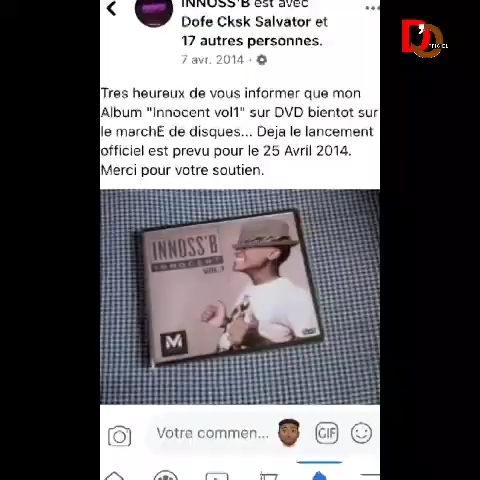 INNOSS'B est avec
Dofe Cksk Salvator et
17 autres personnes.
7 avr. 2014 ·
Tres heureux de vous informer que mon
Album "Innocent vol1" sur DVD bientot sur
le marchE de disques... Deja le lancement
officiel est prevu pour le 25 Avril 2014.
Merci pour votre soutien.
INNOSS'B
INNOCENT
VOL.1
M
Votre commen...
GIF